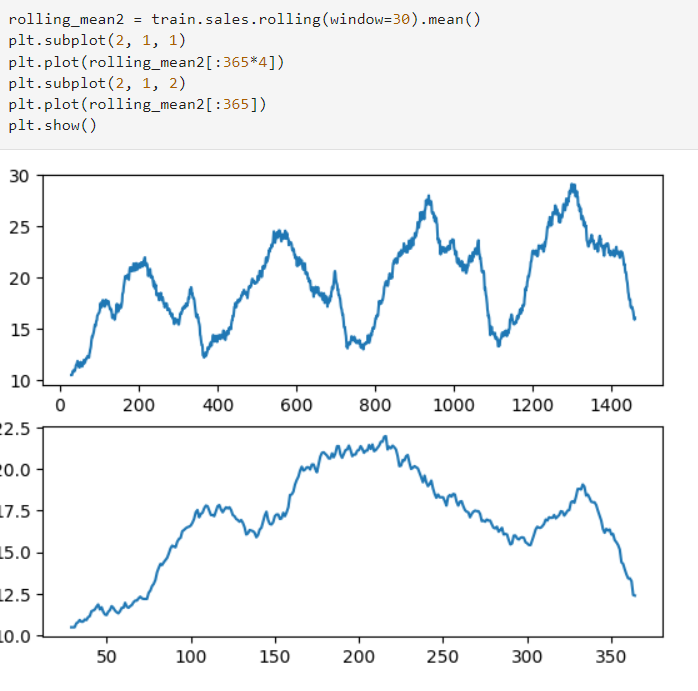 rolling_mean2 = train.sales.rolling(window=30).mean()
plt.subplot(2, 1, 1)
plt.plot(rolling_mean2[:365*4])
plt.subplot(2, 1, 2)
plt.plot(rolling_mean2[:365])
plt.show()
30
25
20
15
10
0 200 400 600 800 1000 1200 1400
22.5
20.0
17.5
15.0
12.5
10.0
50 100 150 200 250 300 350